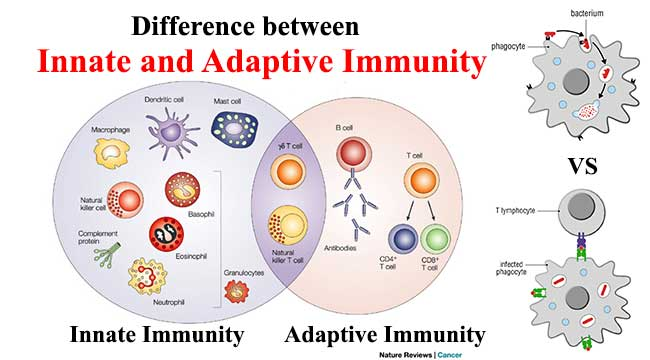 Difference between
Innate and Adaptive Immunity
Dendritic cell
Mast cell
Macrophage
γδ T cell
B cell
T cell
Natural
killer cell
Basophil
Complement
protein
Eosinophil
Natural
killer T cell
Antibodies
CD4⁺
T cell
CD8⁺
T cell
Granulocytes
Neutrophil
Innate Immunity
Adaptive Immunity
Nature Reviews | Cancer
bacterium
phagocyte
VS
T lymphocyte
infected
phagocyte